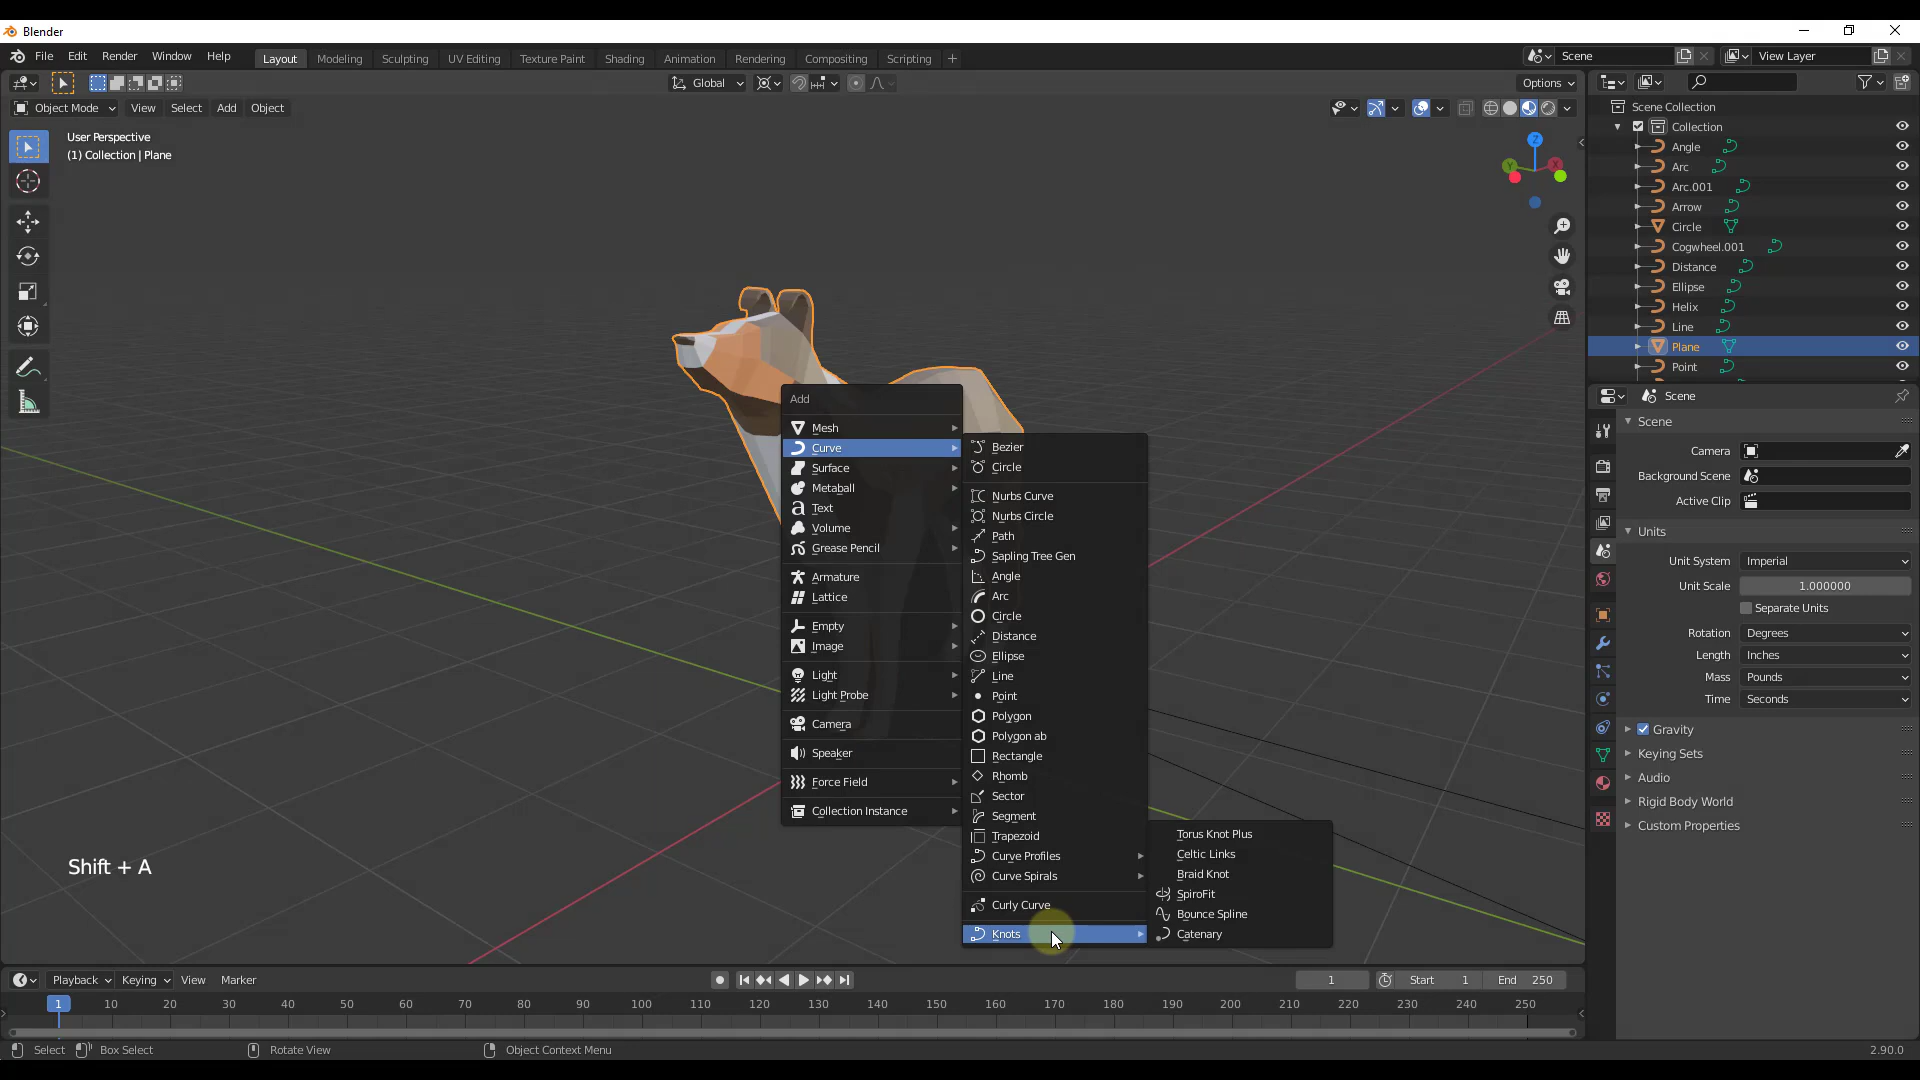 Blender
File Edit Render Window Help Layout Modeling Sculpting UV Editing Texture Paint Shading Animation Rendering Compositing Scripting + Scene View Layer
Global Options
Object Mode View Select Add Object
User Perspective
(1) Collection | Plane
Z
Y
X
Scene Collection
Collection
Angle
Arc
Arc.001
Arrow
Circle
Cogwheel.001
Distance
Ellipse
Helix
Line
Plane
Point
Add
Mesh
Curve
Surface
Metaball
Text
Volume
Grease Pencil
Armature
Lattice
Empty
Image
Light
Light Probe
Camera
Speaker
Force Field
Collection Instance
Bezier
Circle
Nurbs Curve
Nurbs Circle
Path
Sapling Tree Gen
Angle
Arc
Circle
Distance
Ellipse
Line
Point
Polygon
Polygon ab
Rectangle
Rhomb
Sector
Segment
Trapezoid
Curve Profiles
Curve Spirals
Curly Curve
Knots
Torus Knot Plus
Celtic Links
Braid Knot
SpiroFit
Bounce Spline
Catenary
Shift + A
Scene
Scene
Camera
Background Scene
Active Clip
Units
Unit System Imperial
Unit Scale 1.000000
Separate Units
Rotation Degrees
Length Inches
Mass Pounds
Time Seconds
Gravity
Keying Sets
Audio
Rigid Body World
Custom Properties
Playback Keying View Marker 1 Start 1 End 250
1 10 20 30 40 50 60 70 80 90 100 110 120 130 140 150 160 170 180 190 200 210 220 230 240 250
Select Box Select Rotate View Object Context Menu 2.90.0